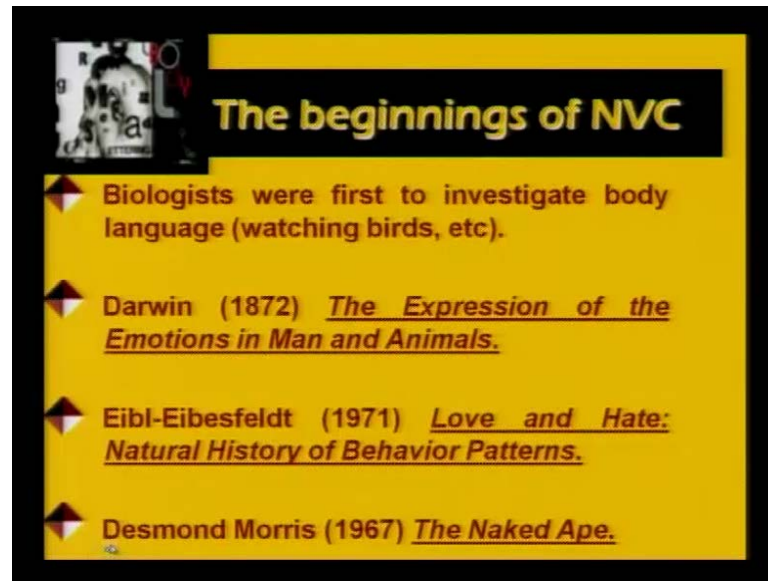 The beginnings of NVC
Biologists were first to investigate body
language (watching birds, etc).
Darwin (1872) The Expression of the
Emotions in Man and Animals.
Eibl-Eibesfeldt (1971) Love and Hate:
Natural History of Behavior Patterns.
Desmond Morris (1967) The Naked Ape.